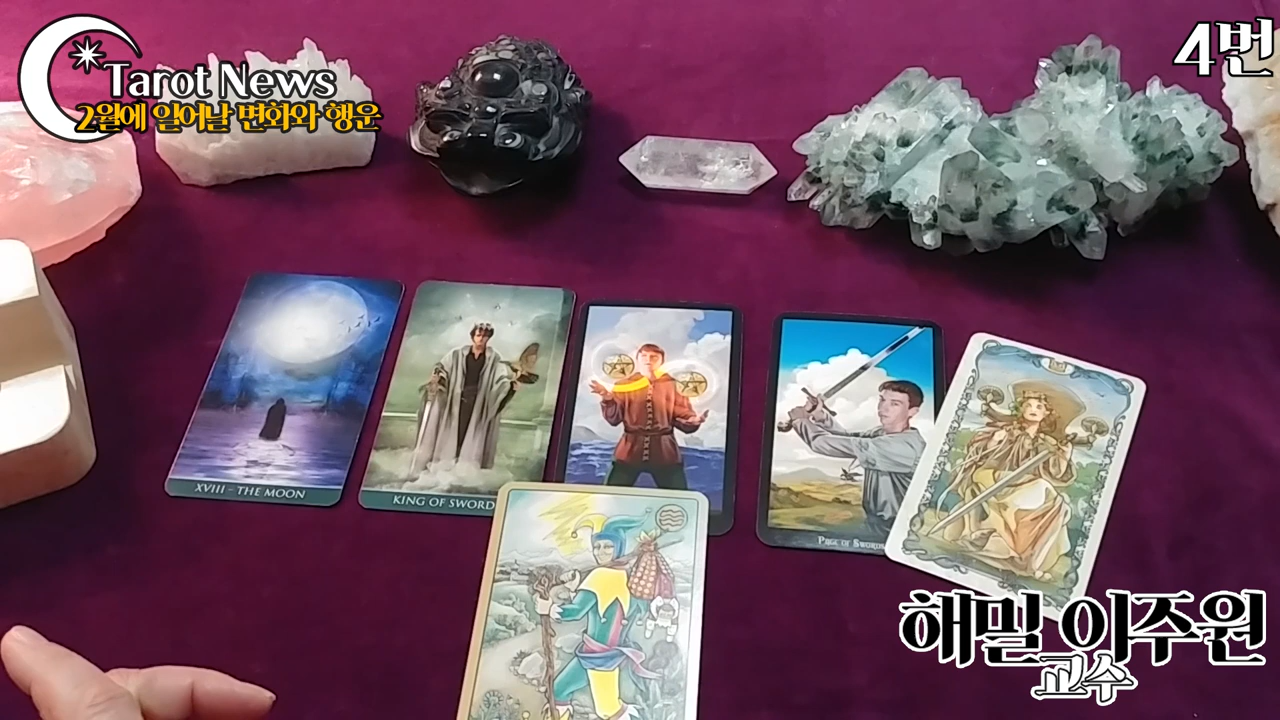 Tarot News
2월에 일어날 변화와 행운
4번
XVIII - THE MOON
KING OF SWORD
PAGE OF SWORDS
해밀 이주원
교수